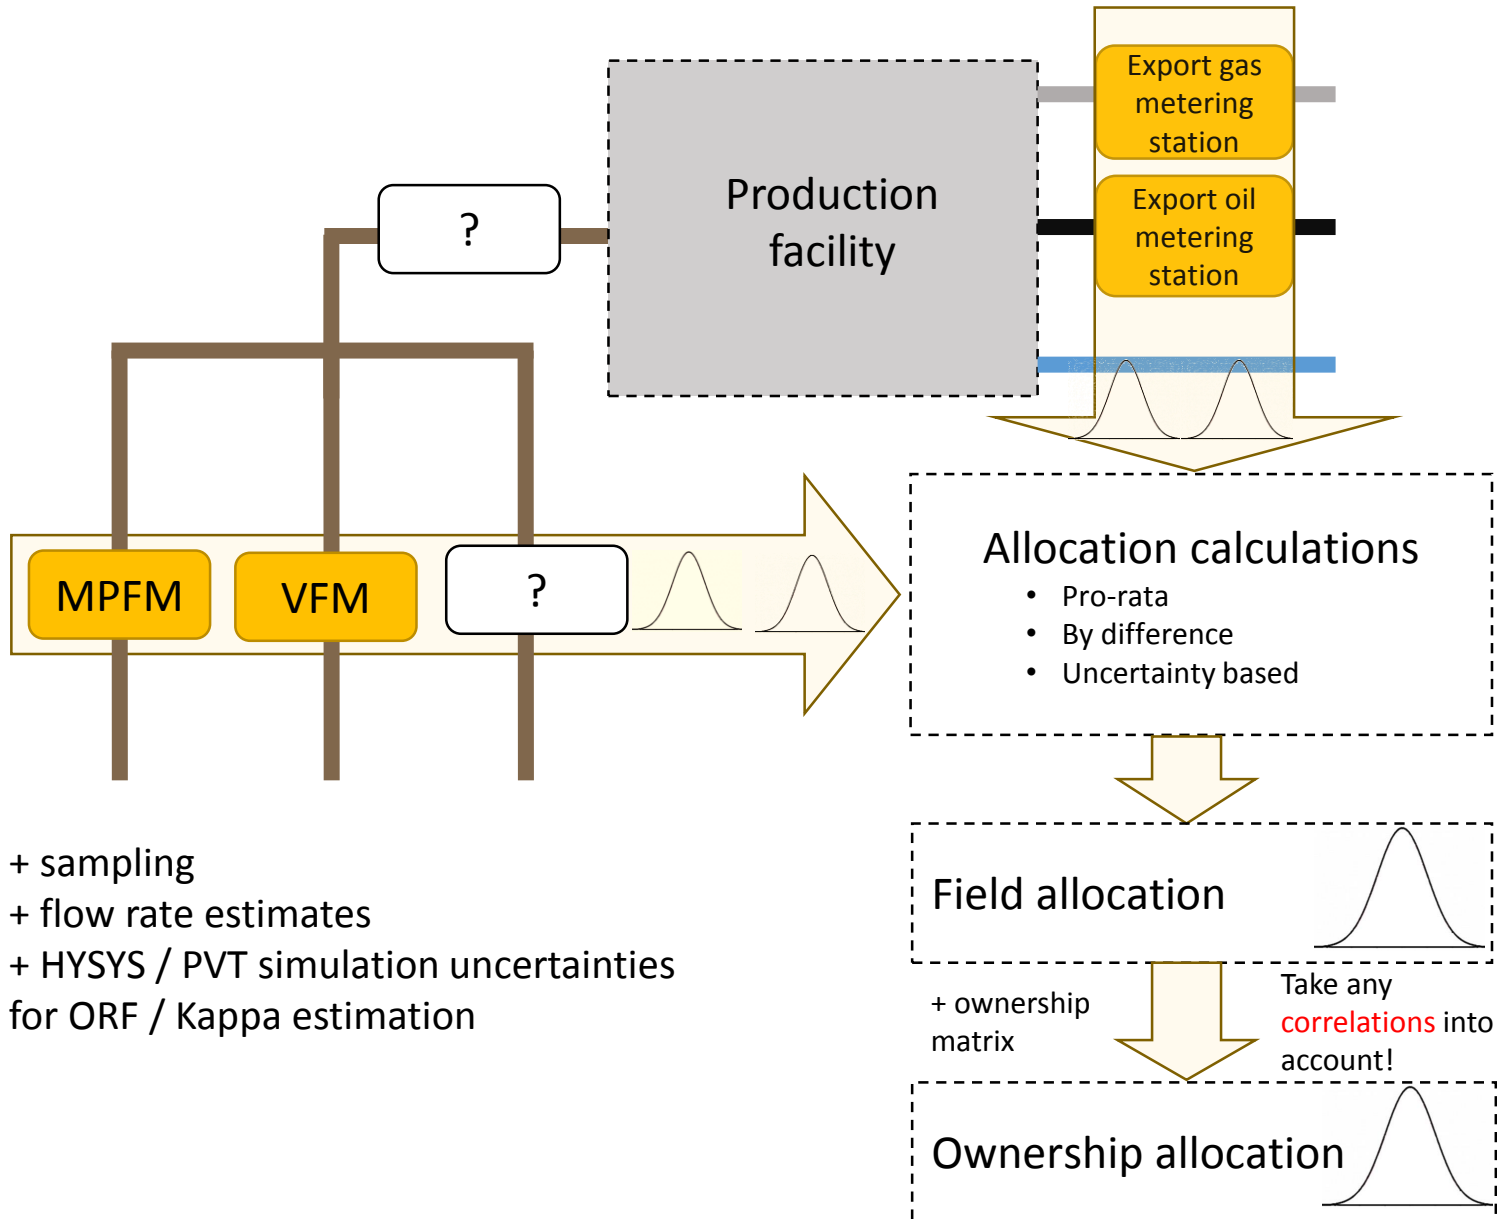 Export gas
metering
station
?
Production
facility
Export oil
metering
station
MPFM
VFM
?
Allocation calculations
• Pro-rata
• By difference
• Uncertainty based
+ sampling
+ flow rate estimates
+ HYSYS / PVT simulation uncertainties
for ORF / Kappa estimation
Field allocation
+ ownership
matrix
Take any
correlations into
account!
Ownership allocation